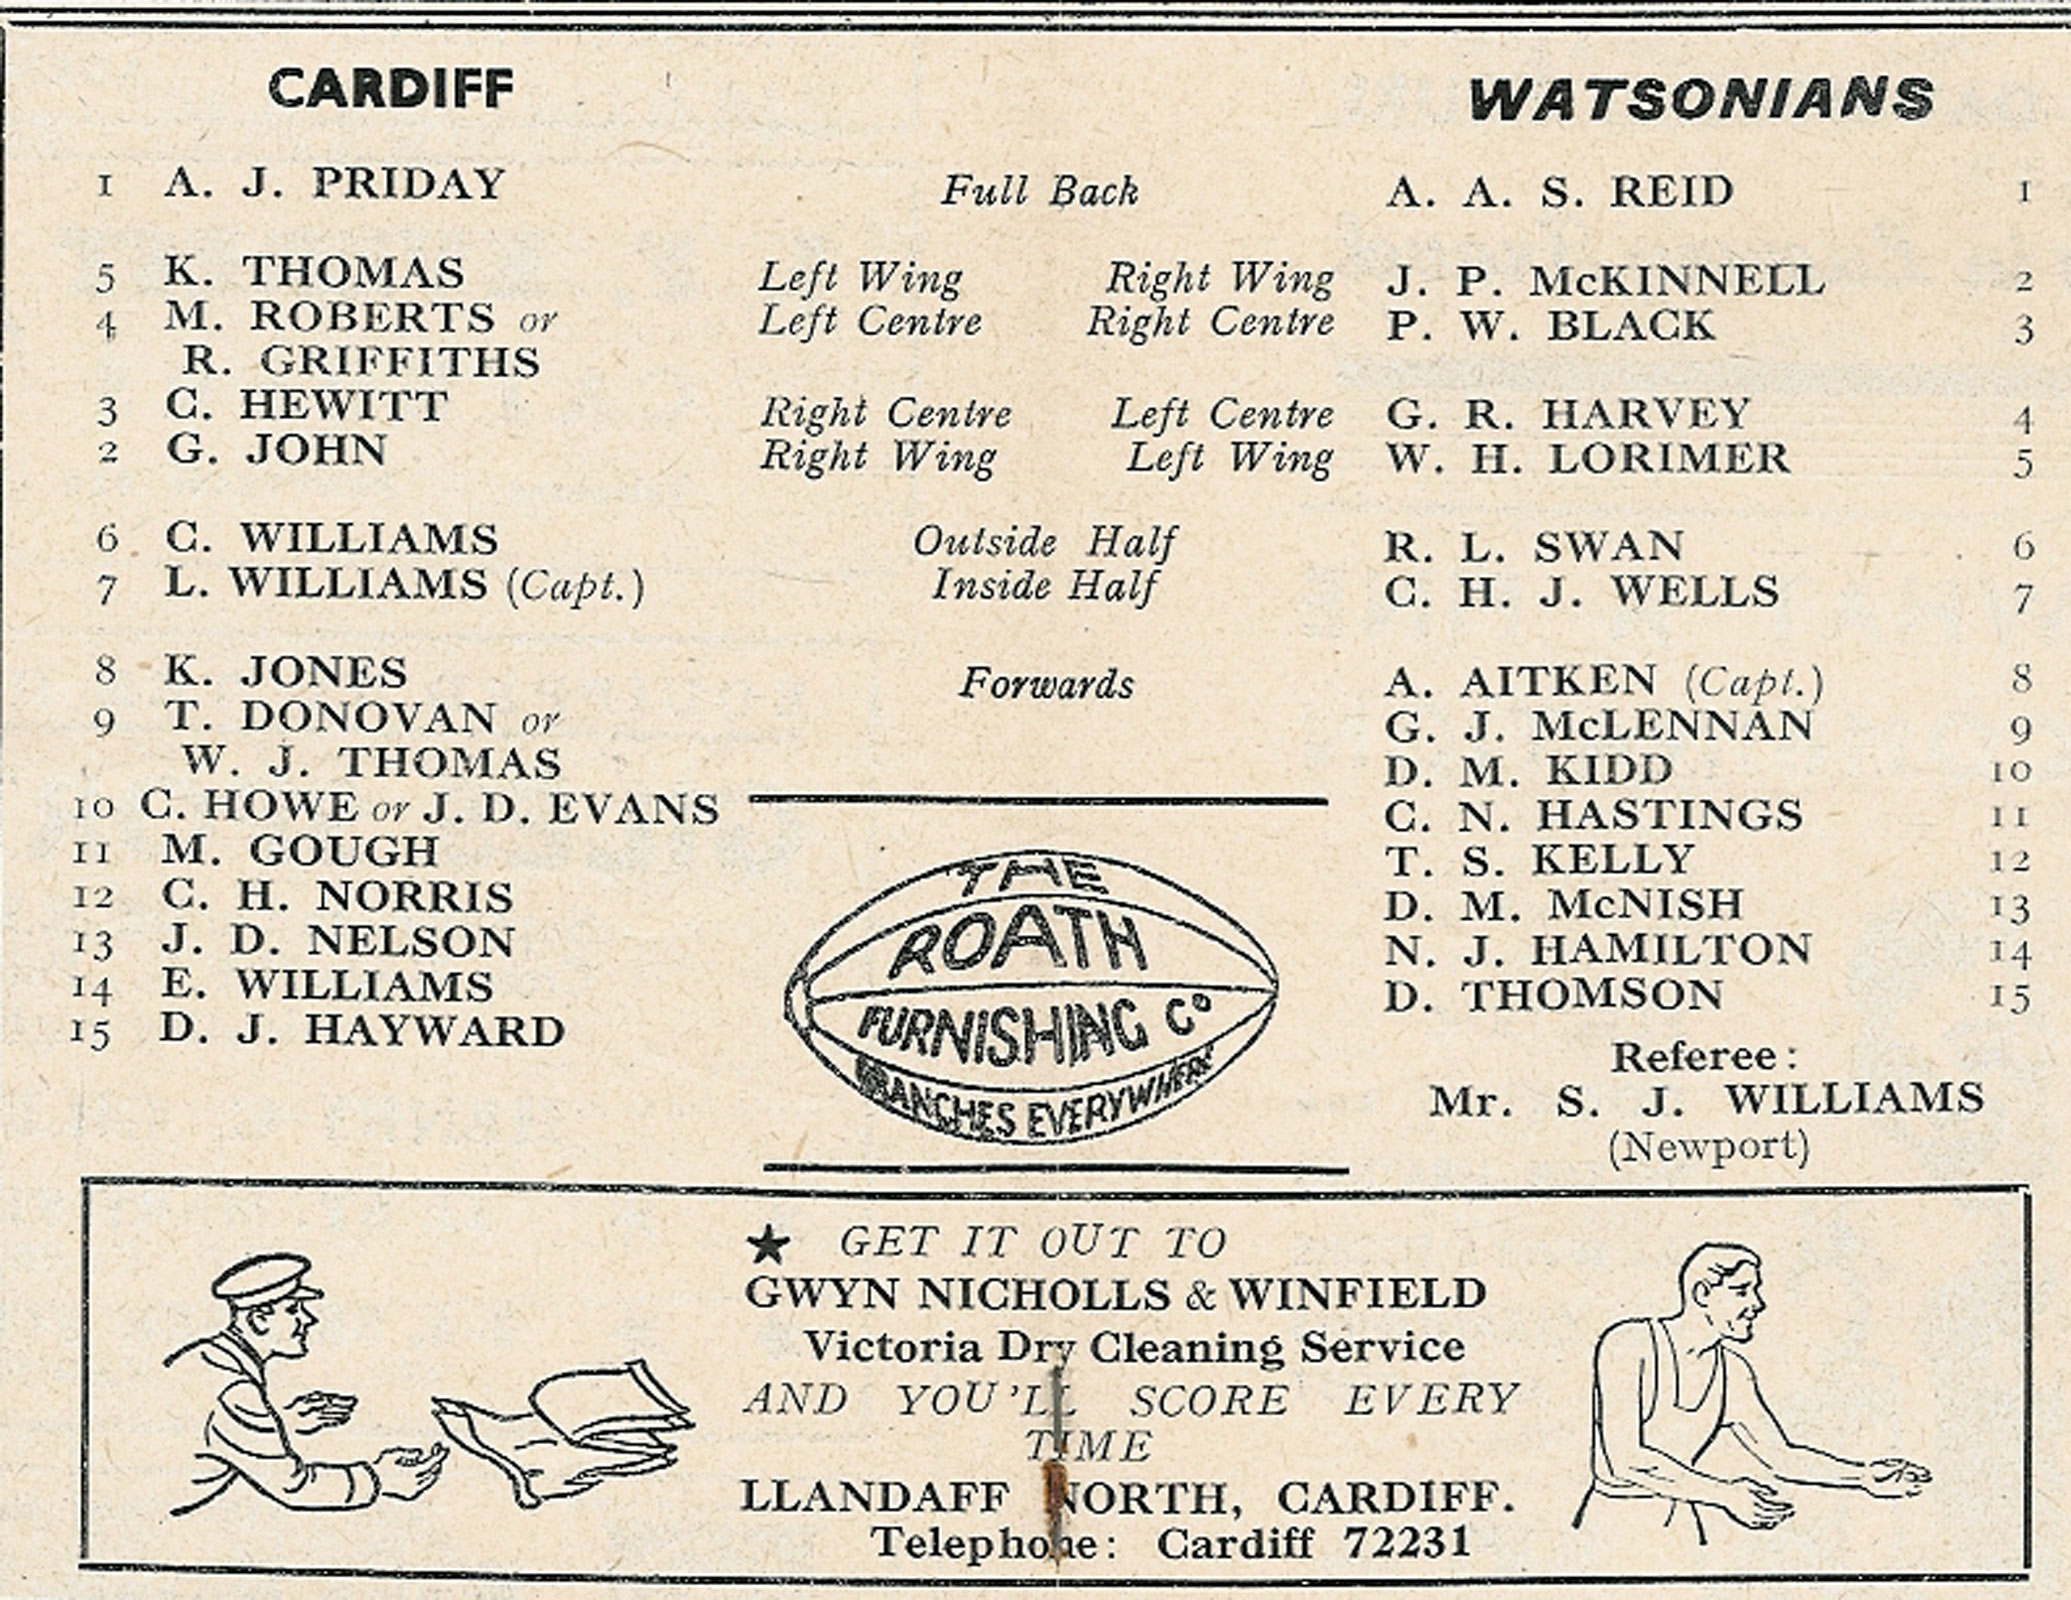 CARDIFF WATSONIANS
1 A. J. PRIDAY Full Back A. A. S. REID 1
5 K. THOMAS Left Wing Right Wing J. P. McKINNELL 2
4 M. ROBERTS or Left Centre Right Centre P. W. BLACK 3
R. GRIFFITHS
3 C. HEWITT Right Centre Left Centre G. R. HARVEY 4
2 G. JOHN Right Wing Left Wing W. H. LORIMER 5
6 C. WILLIAMS Outside Half R. L. SWAN 6
7 L. WILLIAMS (Capt.) Inside Half C. H. J. WELLS 7
8 K. JONES Forwards A. AITKEN (Capt.) 8
9 T. DONOVAN or G. J. McLENNAN 9
W. J. THOMAS D. M. KIDD 10
10 C. HOWE or J. D. EVANS C. N. HASTINGS 11
11 M. GOUGH T. S. KELLY 12
12 C. H. NORRIS D. M. McNISH 13
13 J. D. NELSON N. J. HAMILTON 14
14 E. WILLIAMS D. THOMSON 15
15 D. J. HAYWARD
THE
ROATH
FURNISHING Co
BRANCHES EVERYWHERE
Referee:
Mr. S. J. WILLIAMS
(Newport)
★ GET IT OUT TO
GWYN NICHOLLS & WINFIELD
Victoria Dry Cleaning Service
AND YOU'LL SCORE EVERY
TIME
LLANDAFF NORTH, CARDIFF.
Telephone: Cardiff 72231